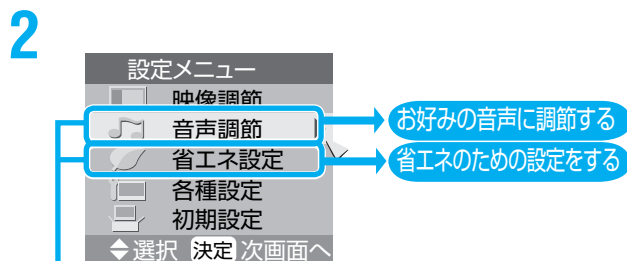 2
設定メニュー
映像調節
音声調節
お好みの音声に調節する
省エネ設定
省エネのための設定をする
各種設定
初期設定
選択 決定 次画面へ